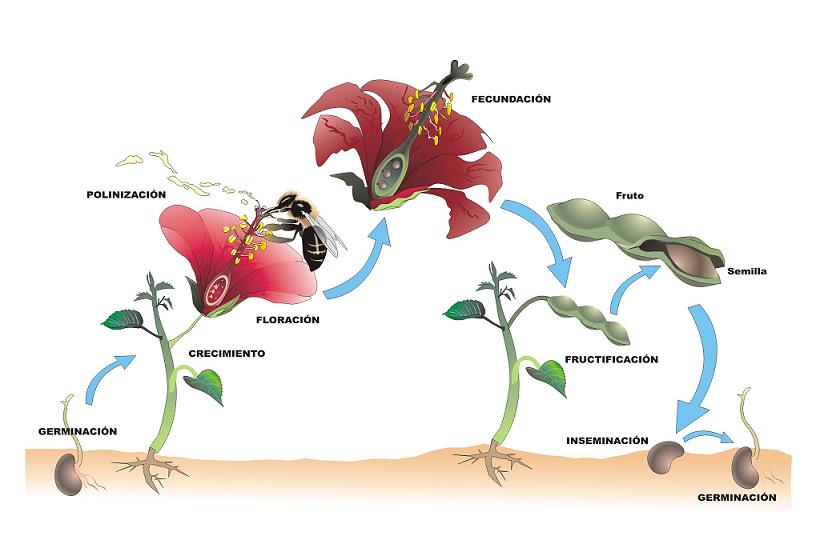 FECUNDACIÓN
POLINIZACIÓN
Fruto
Semilla
FLORACIÓN
CRECIMIENTO
FRUCTIFICACIÓN
GERMINACIÓN
INSEMINACIÓN
GERMINACIÓN